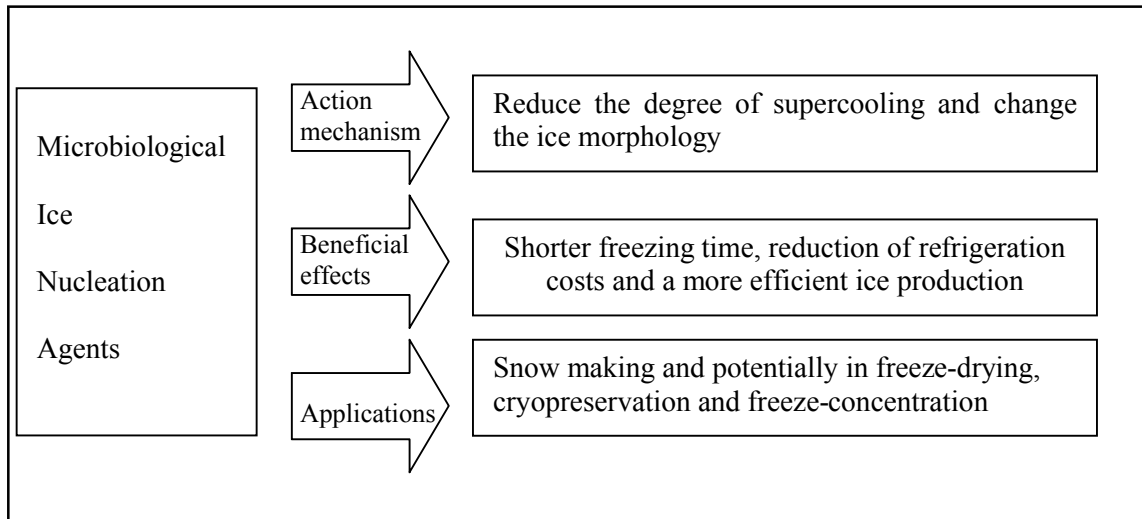 Microbiological
Ice
Nucleation
Agents
Action
mechanism
Reduce the degree of supercooling and change
the ice morphology
Beneficial
effects
Shorter freezing time, reduction of refrigeration
costs and a more efficient ice production
Applications
Snow making and potentially in freeze-drying,
cryopreservation and freeze-concentration